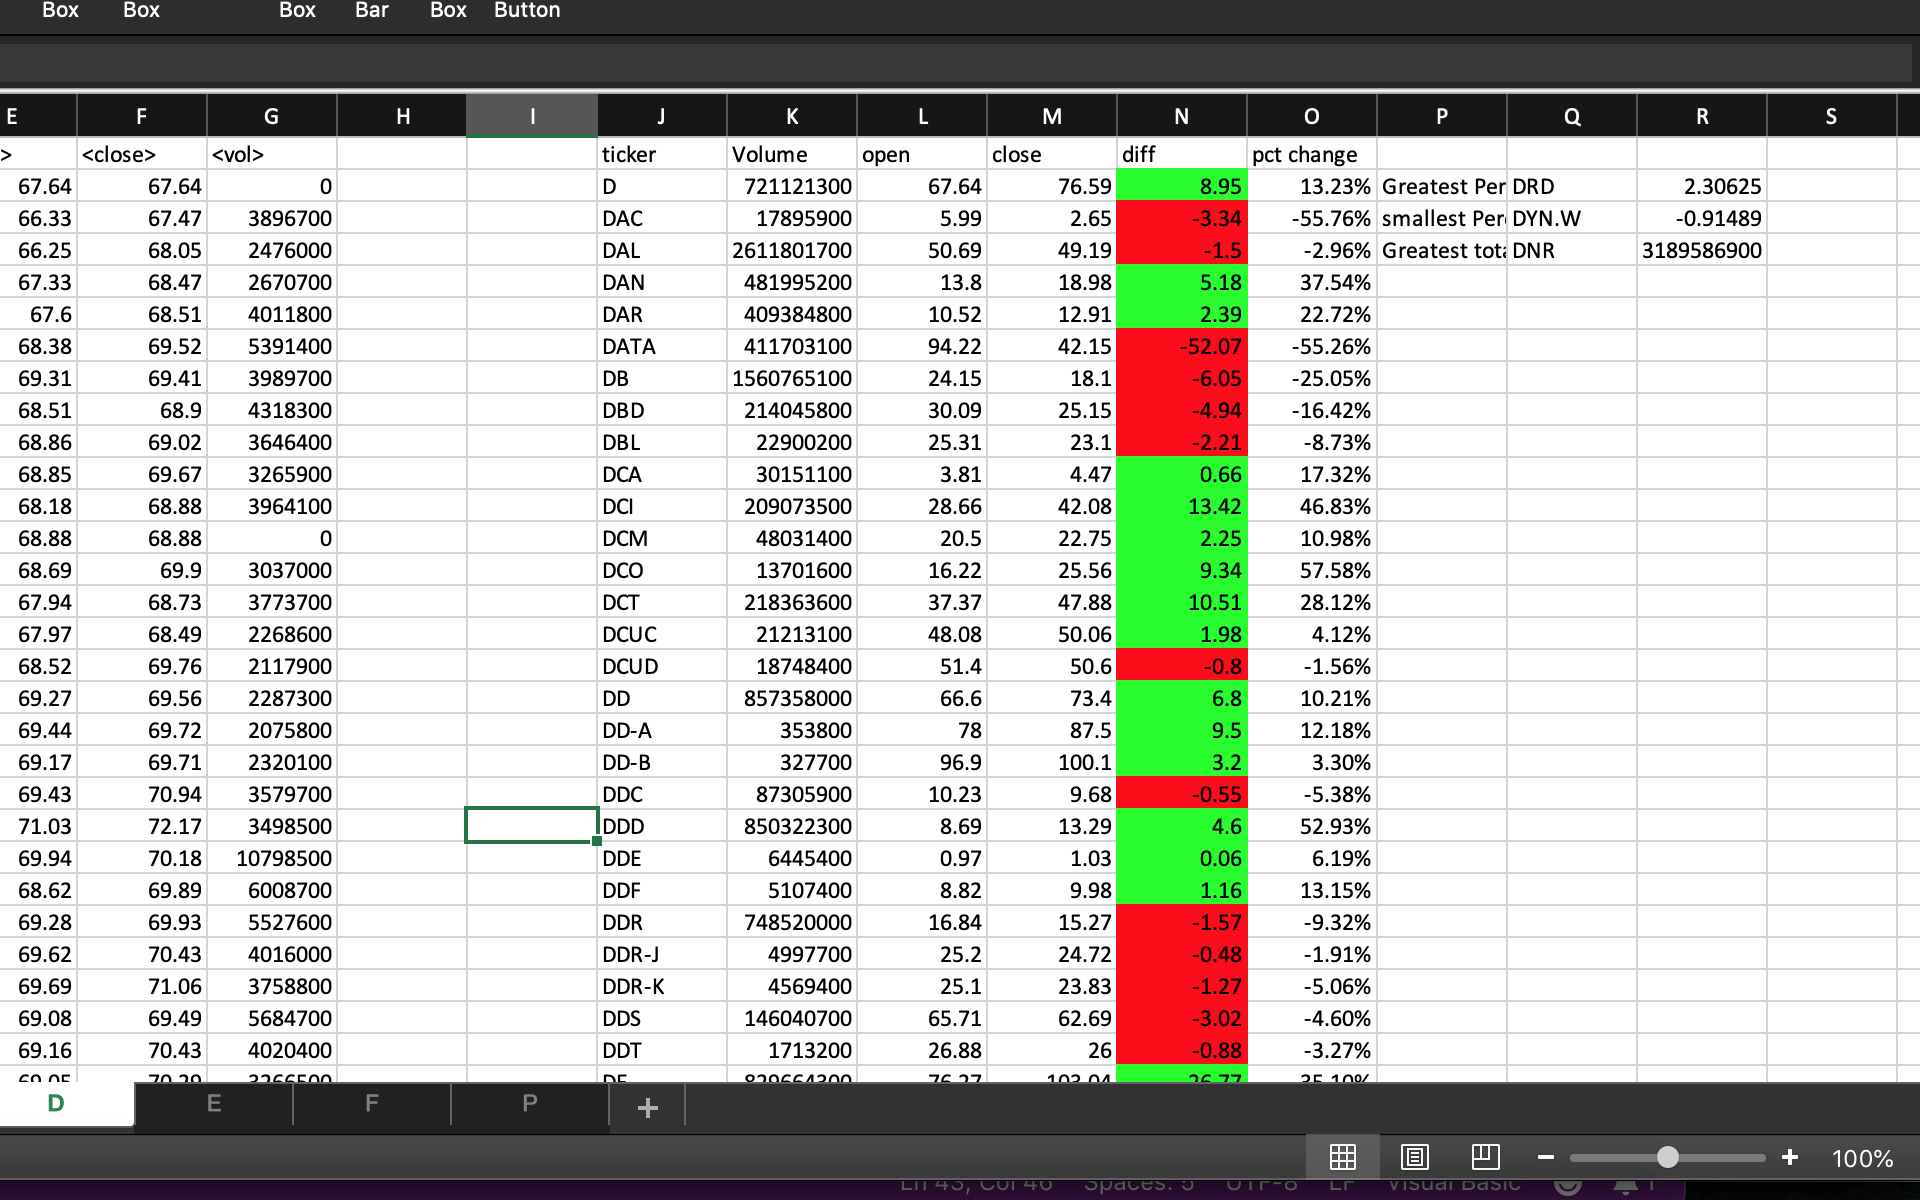 Box Box Box Bar Box Button
E F G H I J K L M N O P Q R S
> <close> <vol> ticker Volume open close diff pct change
67.64 67.64 0 D 721121300 67.64 76.59 8.95 13.23% Greatest Per DRD 2.30625
66.33 67.47 3896700 DAC 17895900 5.99 2.65 -3.34 -55.76% smallest Per DYN.W -0.91489
66.25 68.05 2476000 DAL 2611801700 50.69 49.19 -1.5 -2.96% Greatest tota DNR 3189586900
67.33 68.47 2670700 DAN 481995200 13.8 18.98 5.18 37.54%
67.6 68.51 4011800 DAR 409384800 10.52 12.91 2.39 22.72%
68.38 69.52 5391400 DATA 411703100 94.22 42.15 -52.07 -55.26%
69.31 69.41 3989700 DB 1560765100 24.15 18.1 -6.05 -25.05%
68.51 68.9 4318300 DBD 214045800 30.09 25.15 -4.94 -16.42%
68.86 69.02 3646400 DBL 22900200 25.31 23.1 -2.21 -8.73%
68.85 69.67 3265900 DCA 30151100 3.81 4.47 0.66 17.32%
68.18 68.88 3964100 DCI 209073500 28.66 42.08 13.42 46.83%
68.88 68.88 0 DCM 48031400 20.5 22.75 2.25 10.98%
68.69 69.9 3037000 DCO 13701600 16.22 25.56 9.34 57.58%
67.94 68.73 3773700 DCT 218363600 37.37 47.88 10.51 28.12%
67.97 68.49 2268600 DCUC 21213100 48.08 50.06 1.98 4.12%
68.52 69.76 2117900 DCUD 18748400 51.4 50.6 -0.8 -1.56%
69.27 69.56 2287300 DD 857358000 66.6 73.4 6.8 10.21%
69.44 69.72 2075800 DD-A 353800 78 87.5 9.5 12.18%
69.17 69.71 2320100 DD-B 327700 96.9 100.1 3.2 3.30%
69.43 70.94 3579700 DDC 87305900 10.23 9.68 -0.55 -5.38%
71.03 72.17 3498500 DDD 850322300 8.69 13.29 4.6 52.93%
69.94 70.18 10798500 DDE 6445400 0.97 1.03 0.06 6.19%
68.62 69.89 6008700 DDF 5107400 8.82 9.98 1.16 13.15%
69.28 69.93 5527600 DDR 748520000 16.84 15.27 -1.57 -9.32%
69.62 70.43 4016000 DDR-J 4997700 25.2 24.72 -0.48 -1.91%
69.69 71.06 3758800 DDR-K 4569400 25.1 23.83 -1.27 -5.06%
69.08 69.49 5684700 DDS 146040700 65.71 62.69 -3.02 -4.60%
69.16 70.43 4020400 DDT 1713200 26.88 26 -0.88 -3.27%
69.05 70.29 3266500 DE 829664300 76.27 103.04 26.77 35.10%
D E F P +
100%
Ln 43, Col 46 Spaces: 5 UTF-8 LF Visual Basic 1